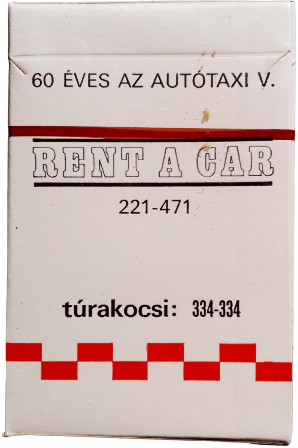 60 ÉVES AZ AUTÓTAXI V.
RENT A CAR
221-471
túrakocsi: 334-334